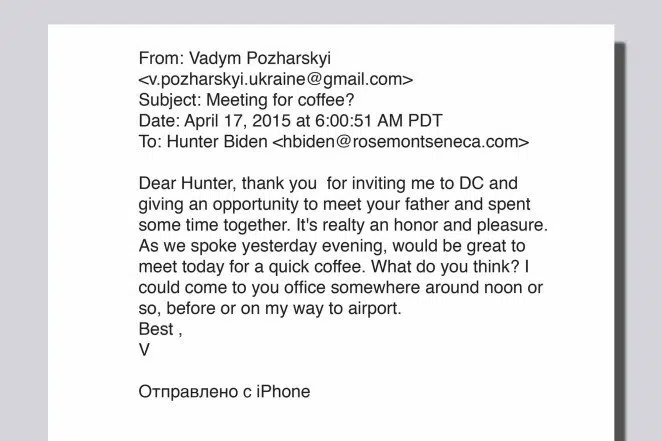 From: Vadym Pozharskyi
<v.pozharskyi.ukraine@gmail.com>
Subject: Meeting for coffee?
Date: April 17, 2015 at 6:00:51 AM PDT
To: Hunter Biden <hbiden@rosemontseneca.com>
Dear Hunter, thank you  for inviting me to DC and
giving an opportunity to meet your father and spent
some time together. It's realty an honor and pleasure.
As we spoke yesterday evening, would be great to
meet today for a quick coffee. What do you think? I
could come to you office somewhere around noon or
so, before or on my way to airport.
Best ,
V
Отправлено с iPhone